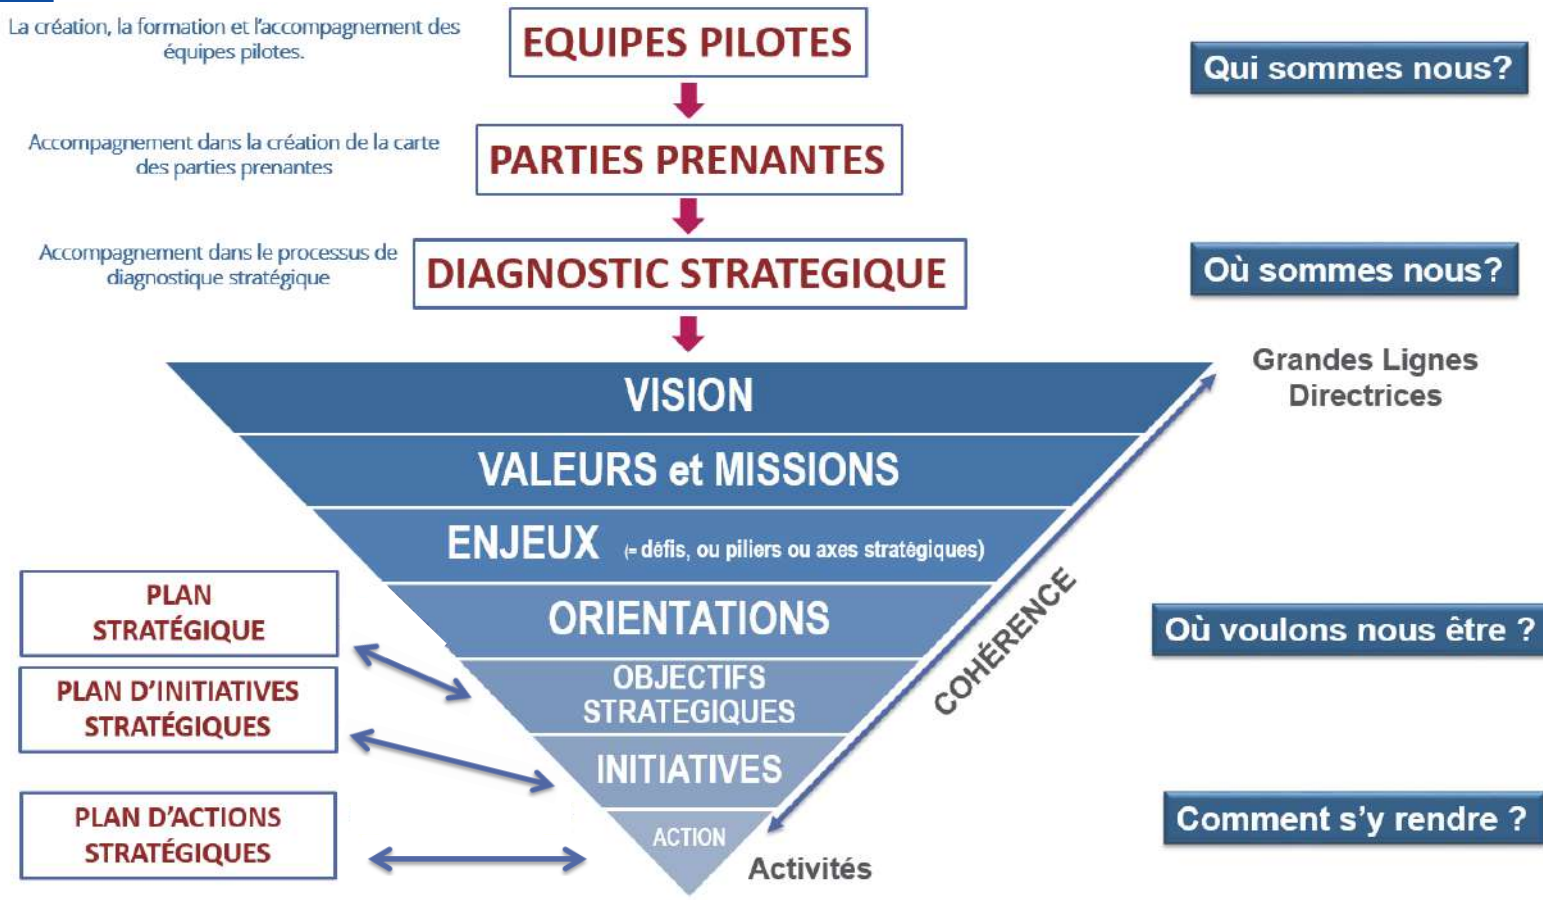 La création, la formation et l'accompagnement des
équipes pilotes.
EQUIPES PILOTES
Qui sommes nous?
Accompagnement dans la création de la carte
des parties prenantes
PARTIES PRENANTES
Accompagnement dans le processus de
diagnostique stratégique
DIAGNOSTIC STRATEGIQUE
Où sommes nous?
Grandes Lignes
Directrices
VISION
VALEURS et MISSIONS
ENJEUX (= défis, ou piliers ou axes stratégiques)
ORIENTATIONS
OBJECTIFS
STRATEGIQUES
INITIATIVES
ACTION
COHÉRENCE
Activités
PLAN
STRATÉGIQUE
PLAN D'INITIATIVES
STRATÉGIQUES
PLAN D'ACTIONS
STRATÉGIQUES
Où voulons nous être ?
Comment s'y rendre ?